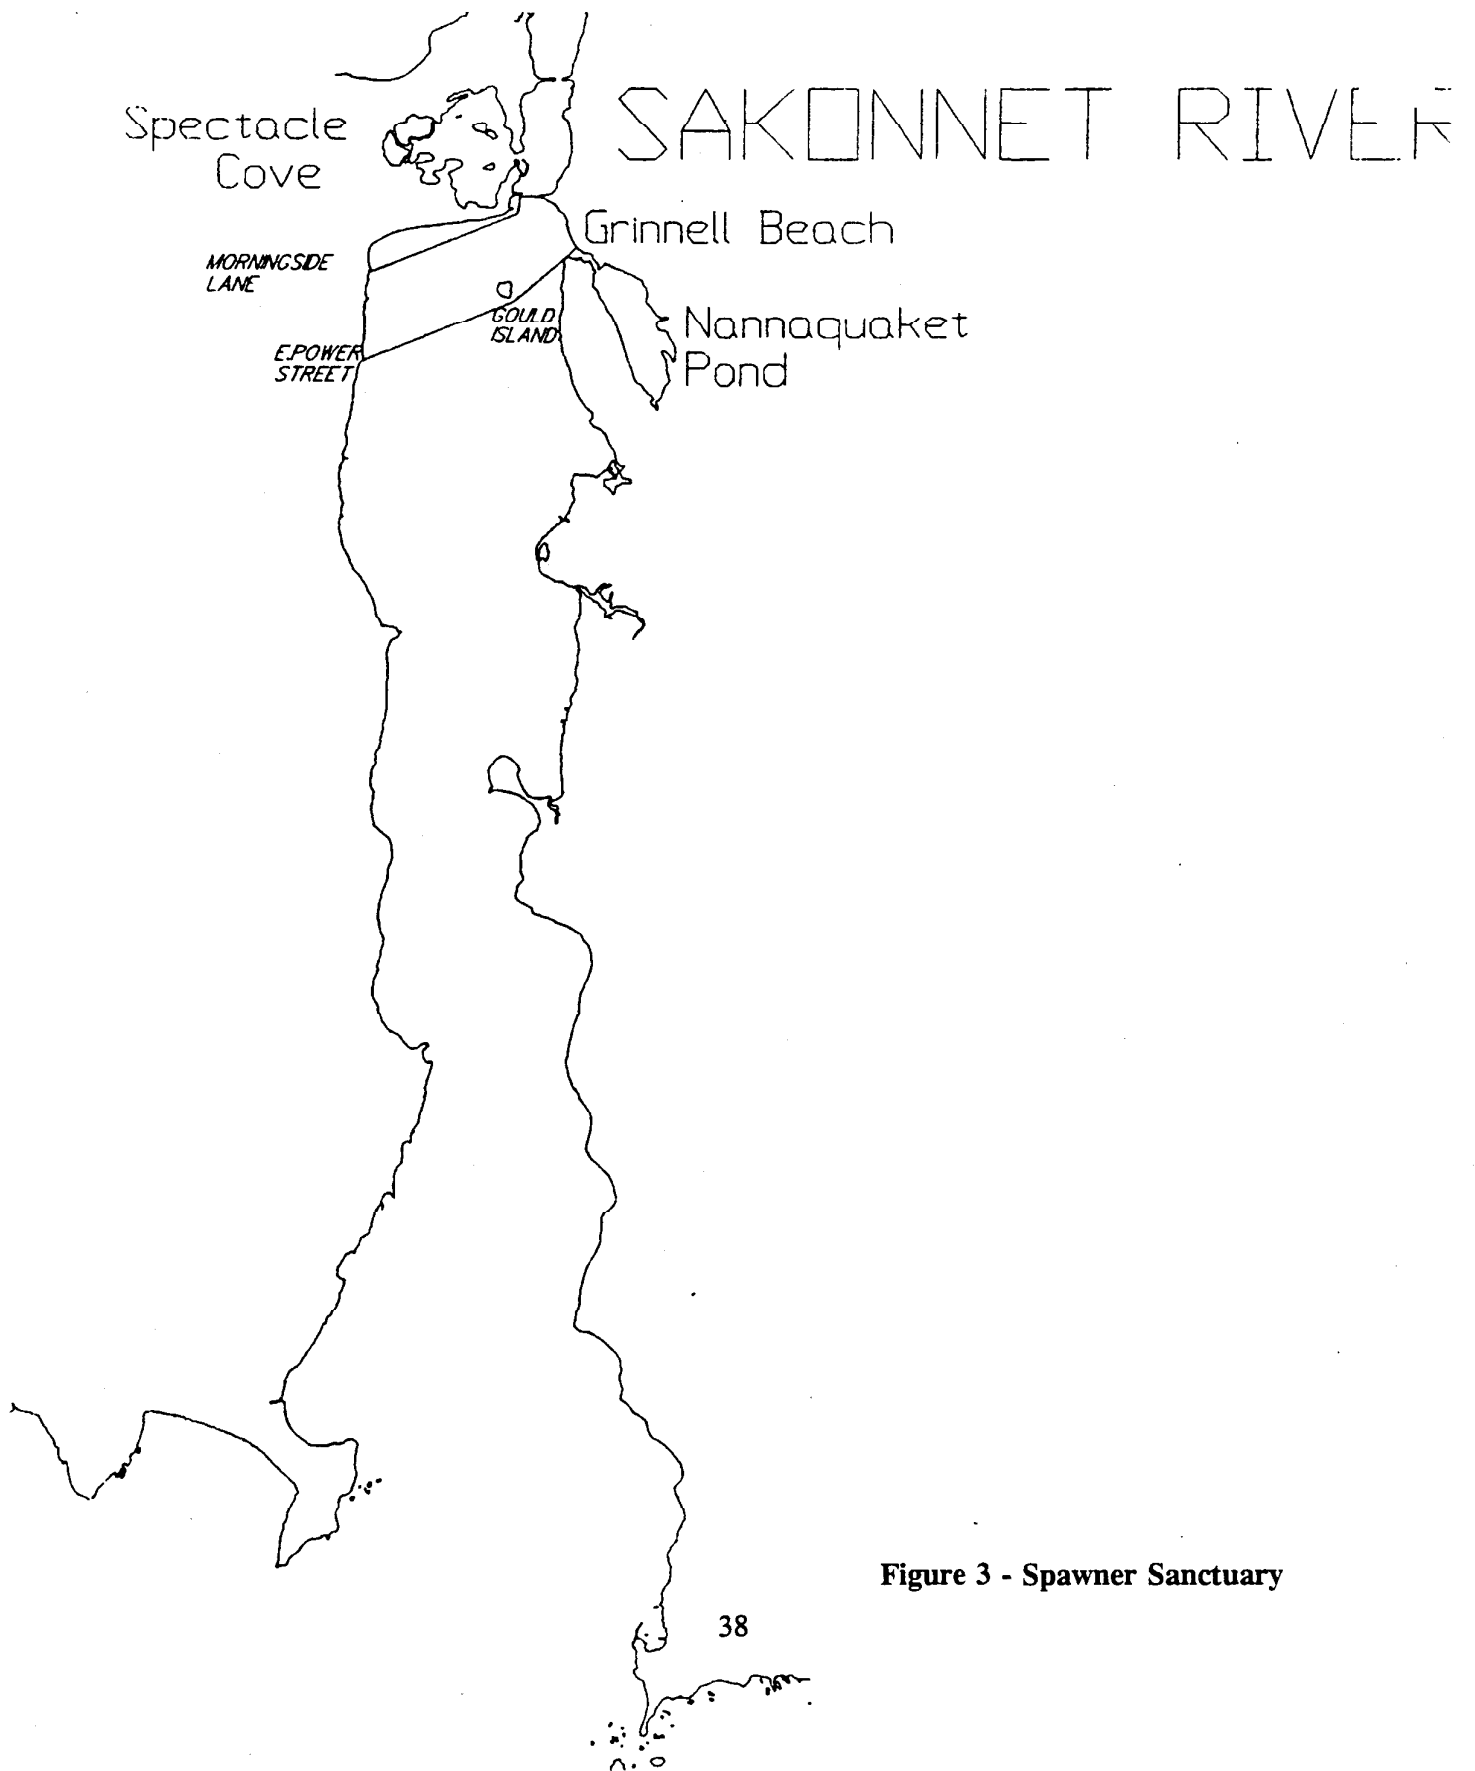 SAKONNET RIVER
Spectacle
Cove
Grinnell Beach
MORNINGSIDE
LANE
GOULD
ISLAND
Nannaquaket
Pond
E.POWER
STREET
Figure 3 - Spawner Sanctuary
38